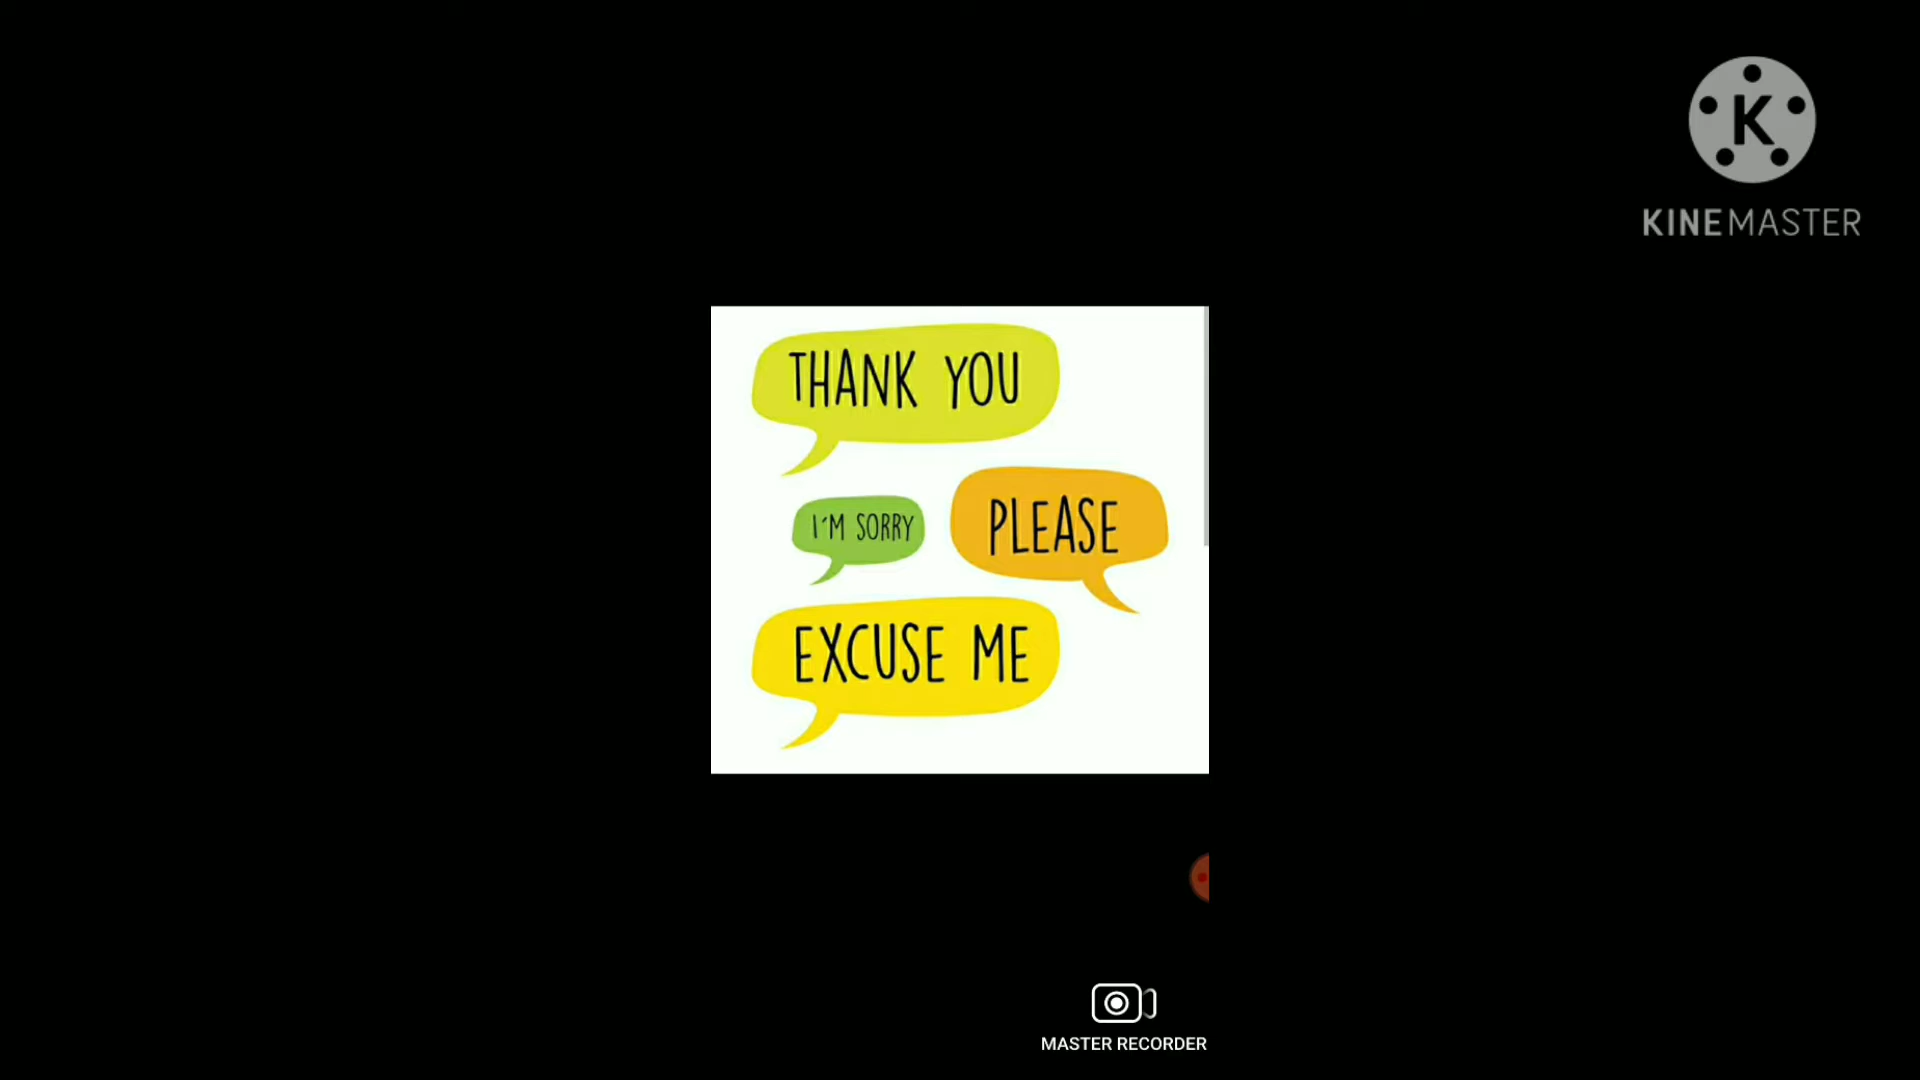 K
KINEMASTER
THANK YOU
I'M SORRY
PLEASE
EXCUSE ME
MASTER RECORDER